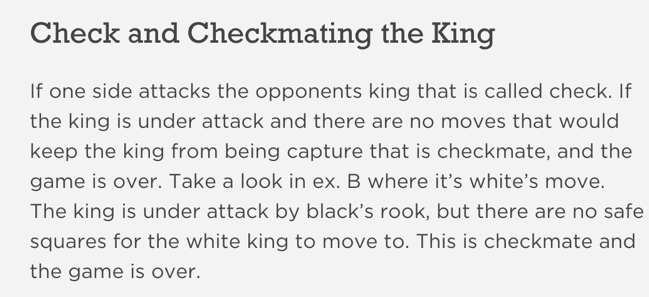 Check and Checkmating the King
If one side attacks the opponents king that is called check. If
the king is under attack and there are no moves that would
keep the king from being capture that is checkmate, and the
game is over. Take a look in ex. B where it’s white’s move.
The king is under attack by black’s rook, but there are no safe
squares for the white king to move to. This is checkmate and
the game is over.